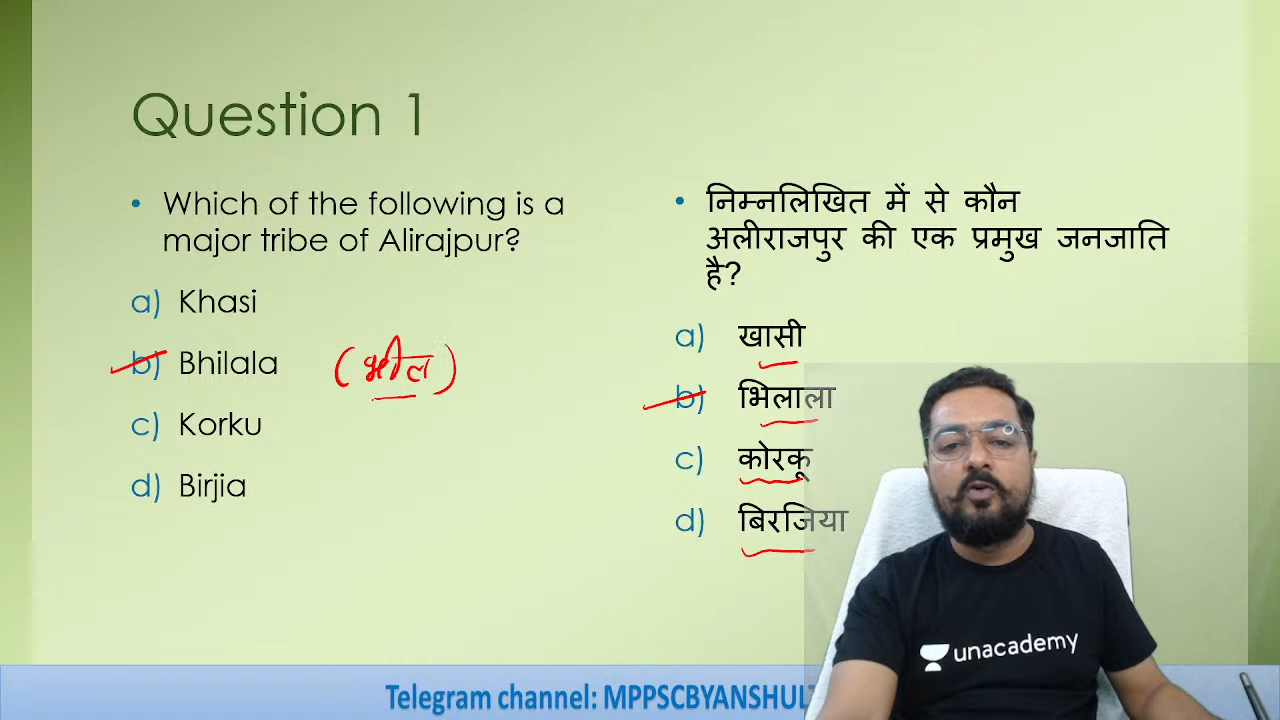 Question 1
• Which of the following is a
major tribe of Alirajpur?
a) Khasi
b) Bhilala (भील)
c) Korku
d) Birjia
• निम्नलिखित में से कौन
अलीराजपुर की एक प्रमुख जनजाति
है?
a) खासी
b) भिलाला
c) कोरकू
d) बिरजिया
unacademy
Telegram channel: MPPSCBYANSHUL